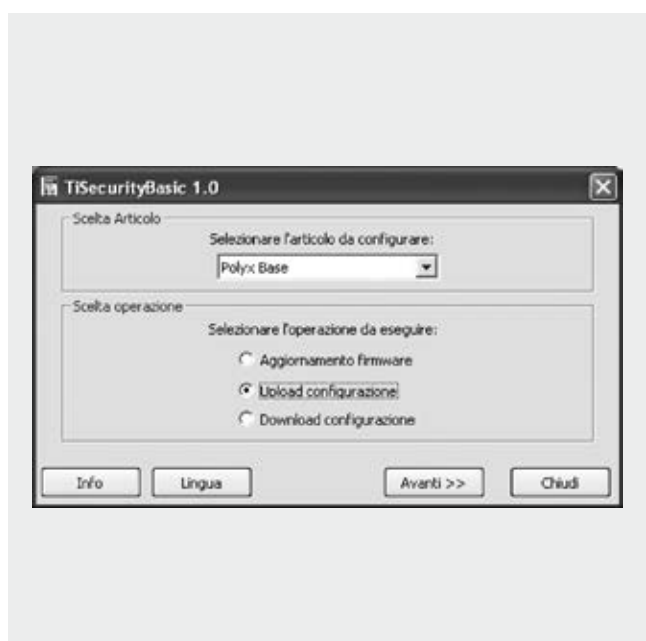 TiSecurityBasic 1.0
Scelta Articolo
Selezionare l'articolo da configurare:
Polyx Base
Scelta operazione
Selezionare l'operazione da eseguire:
Aggiornamento firmware
Upload configurazione
Download configurazione
Info Lingua Avanti >> Chiudi